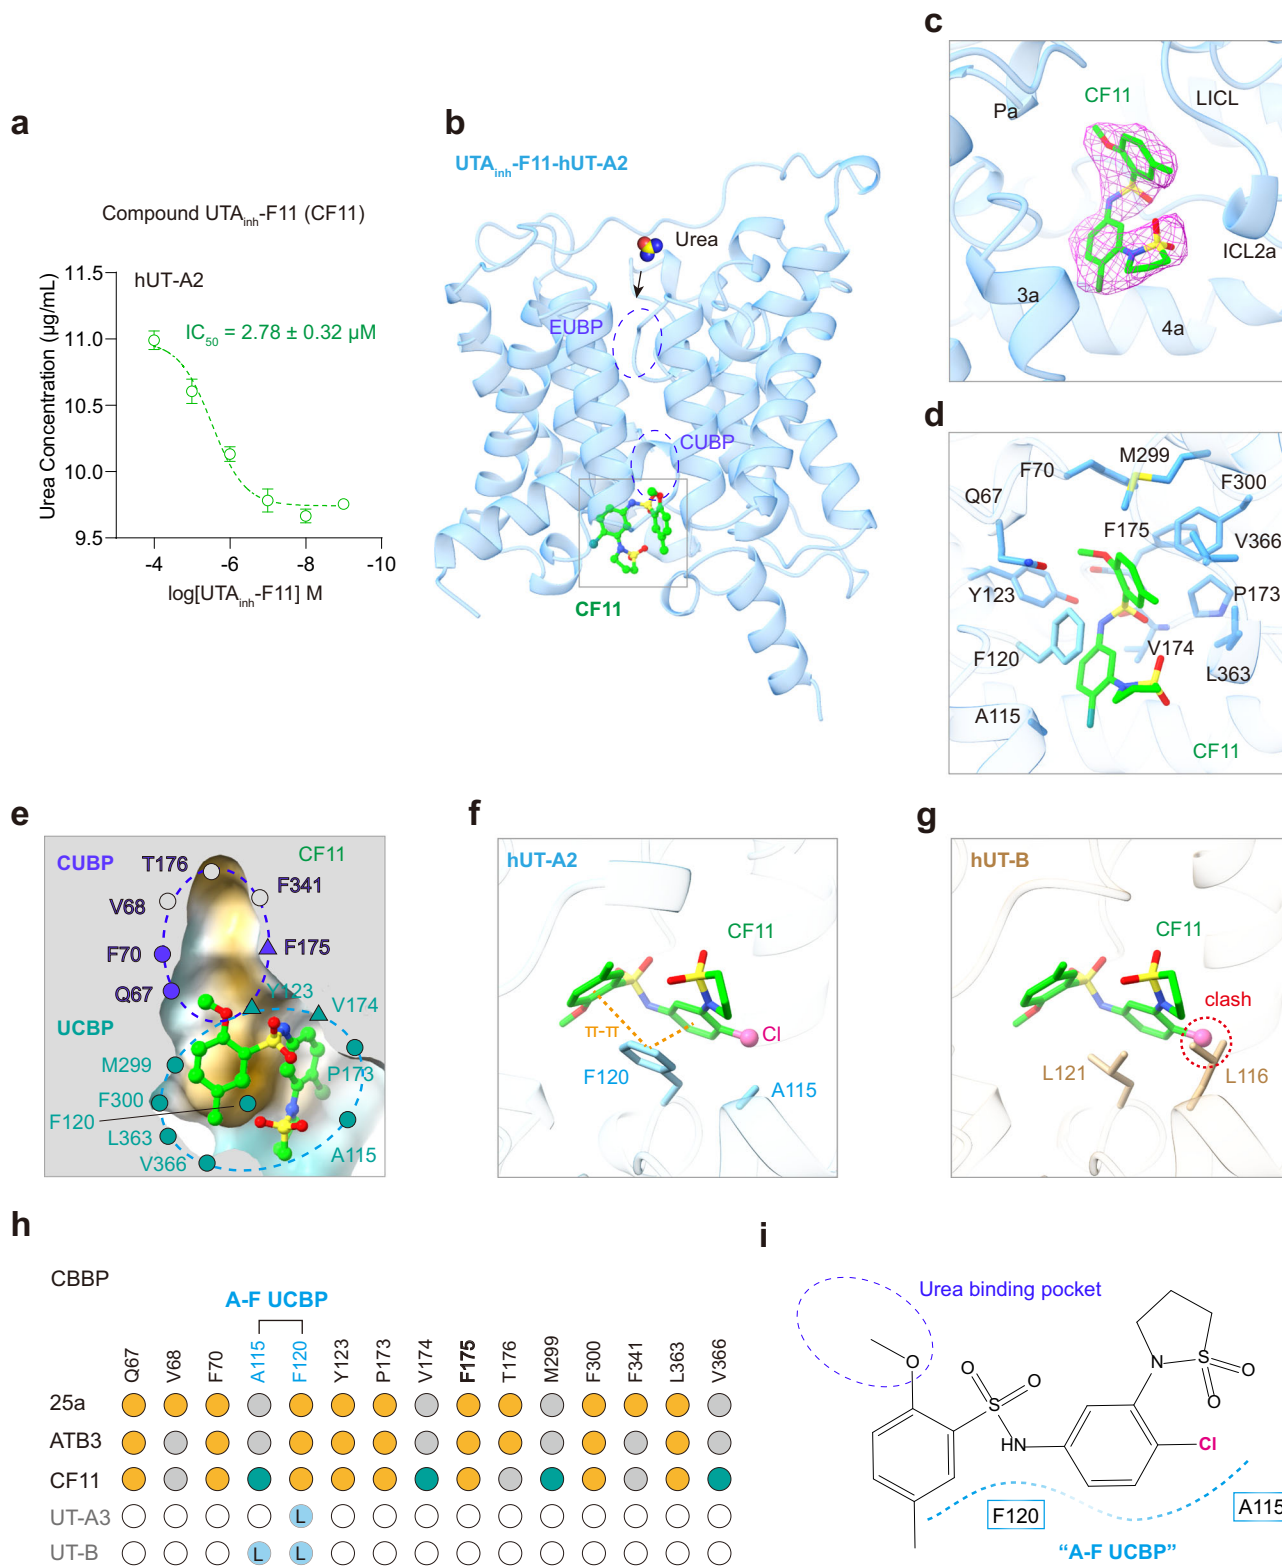 a
Compound UTAinh-F11 (CF11)
hUT-A2
IC50 = 2.78 ± 0.32 µM
Urea Concentration (µg/mL)
11.5
11.0
10.5
10.0
9.5
-4
-6
-8
-10
log[UTAinh-F11] M
b
UTAinh-F11-hUT-A2
Urea
EUBP
CUBP
CF11
c
Pa
CF11
LICL
ICL2a
3a
4a
d
M299
F70
F300
Q67
F175
V366
Y123
P173
F120
V174
L363
A115
CF11
e
CUBP
CF11
T176
F341
V68
F70
F175
Q67
Y123
V174
UCBP
M299
P173
F300
F120
L363
A115
V366
f
hUT-A2
CF11
π-π
Cl
F120
A115
g
hUT-B
CF11
clash
L121
L116
h
CBBP
A-F UCBP
Q67 V68 F70 A115 F120 Y123 P173 V174 F175 T176 M299 F300 F341 L363 V366
25a
ATB3
CF11
UT-A3 L
UT-B L L
i
Urea binding pocket
O
O
O
S
HN
N
S
O
O
Cl
F120
A115
“A-F UCBP”